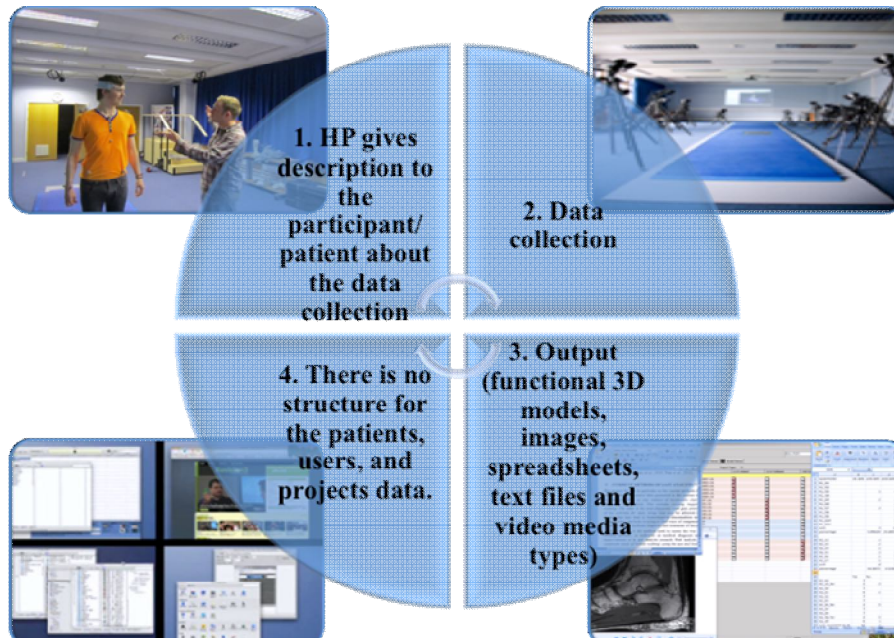 1. HP gives
description to
the
participant/
patient about
the data
collection
2. Data
collection
3. Output
(functional 3D
models,
images,
spreadsheets,
text files and
video media
types)
4. There is no
structure for
the patients,
users, and
projects data.